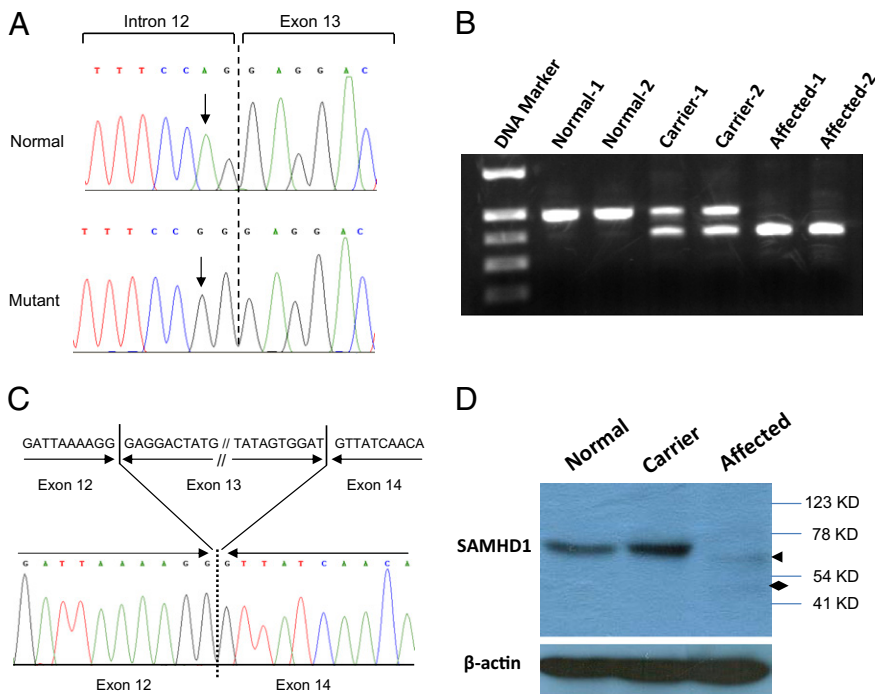 A
Intron 12
Exon 13
T T T C C A G G A G G A C
Normal
T T T C C G G G A G G A C
Mutant
B
DNA Marker
Normal-1
Normal-2
Carrier-1
Carrier-2
Affected-1
Affected-2
C
GATTAAAAGG GAGGACTATG // TATAGTGGAT GTTATCAACA
//
Exon 12 Exon 13 Exon 14
G A T T A A A A G G G T T A T C A A C A
Exon 12 Exon 14
D
Normal
Carrier
Affected
SAMHD1
123 KD
78 KD
54 KD
41 KD
β-actin